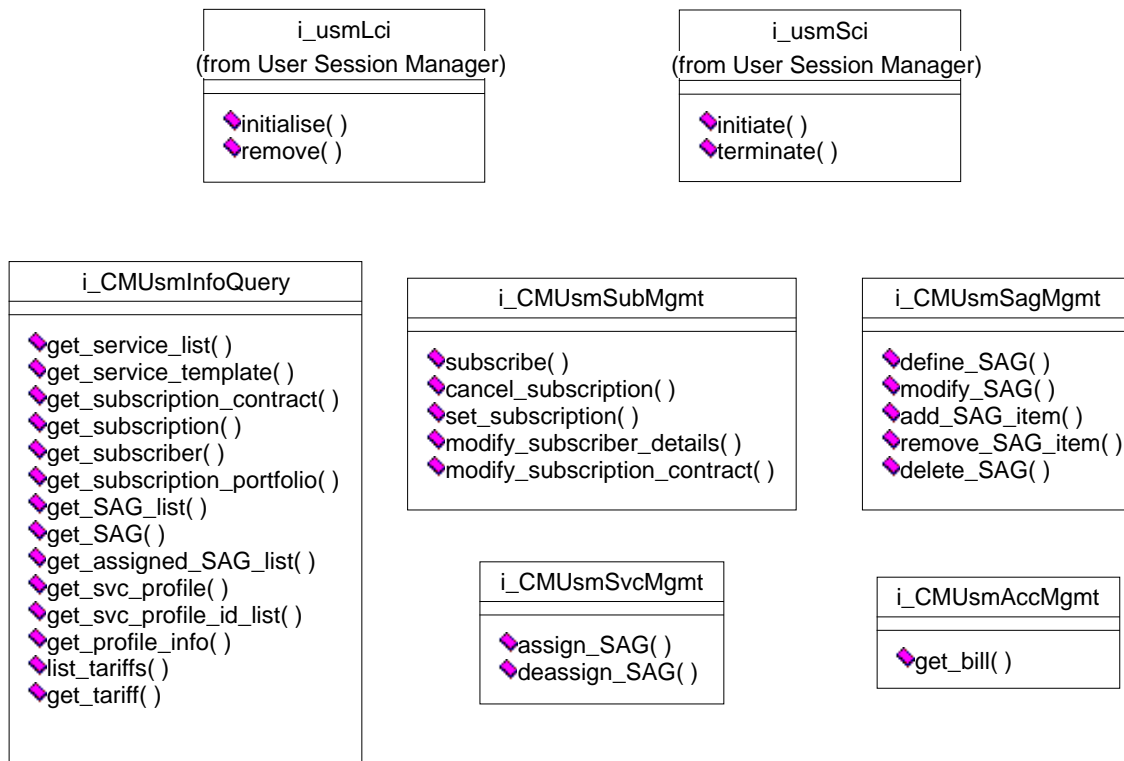 i_usmLci
(from User Session Manager)
initialise( )
remove( )
i_usmSci
(from User Session Manager)
initiate( )
terminate( )
i_CMUsmInfoQuery
get_service_list( )
get_service_template( )
get_subscription_contract( )
get_subscription( )
get_subscriber( )
get_subscription_portfolio( )
get_SAG_list( )
get_SAG( )
get_assigned_SAG_list( )
get_svc_profile( )
get_svc_profile_id_list( )
get_profile_info( )
list_tariffs( )
get_tariff( )
i_CMUsmSubMgmt
subscribe( )
cancel_subscription( )
set_subscription( )
modify_subscriber_details( )
modify_subscription_contract( )
i_CMUsmSagMgmt
define_SAG( )
modify_SAG( )
add_SAG_item( )
remove_SAG_item( )
delete_SAG( )
i_CMUsmSvcMgmt
assign_SAG( )
deassign_SAG( )
i_CMUsmAccMgmt
get_bill( )